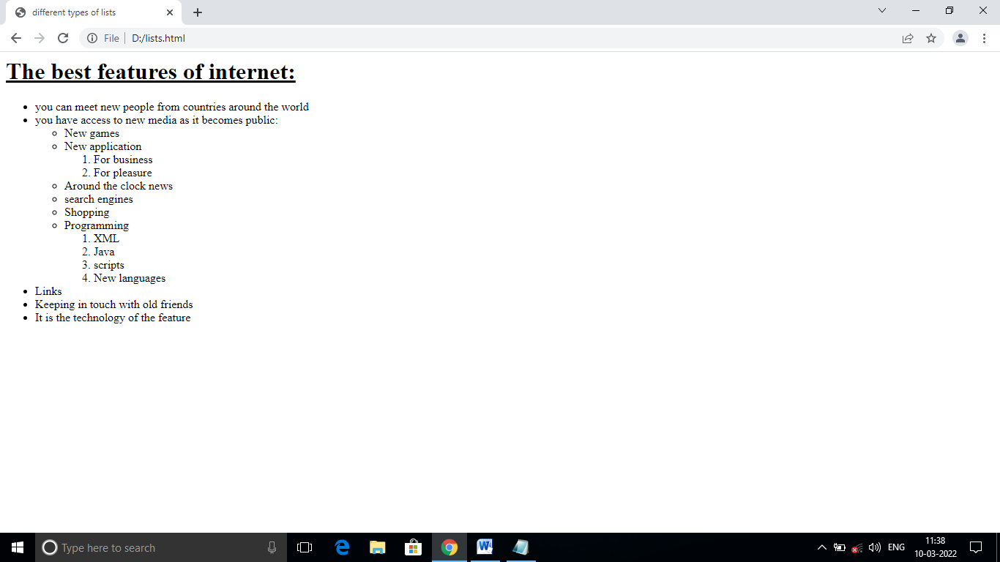 different types of lists
File
D:/lists.html
The best features of internet:
• you can meet new people from countries around the world
• you have access to new media as it becomes public:
New games
New application
1. For business
2. For pleasure
Around the clock news
search engines
Shopping
Programming
1. XML
2. Java
3. scripts
4. New languages
• Links
• Keeping in touch with old friends
• It is the technology of the feature
Type here to search
ENG
11:38
10-03-2022